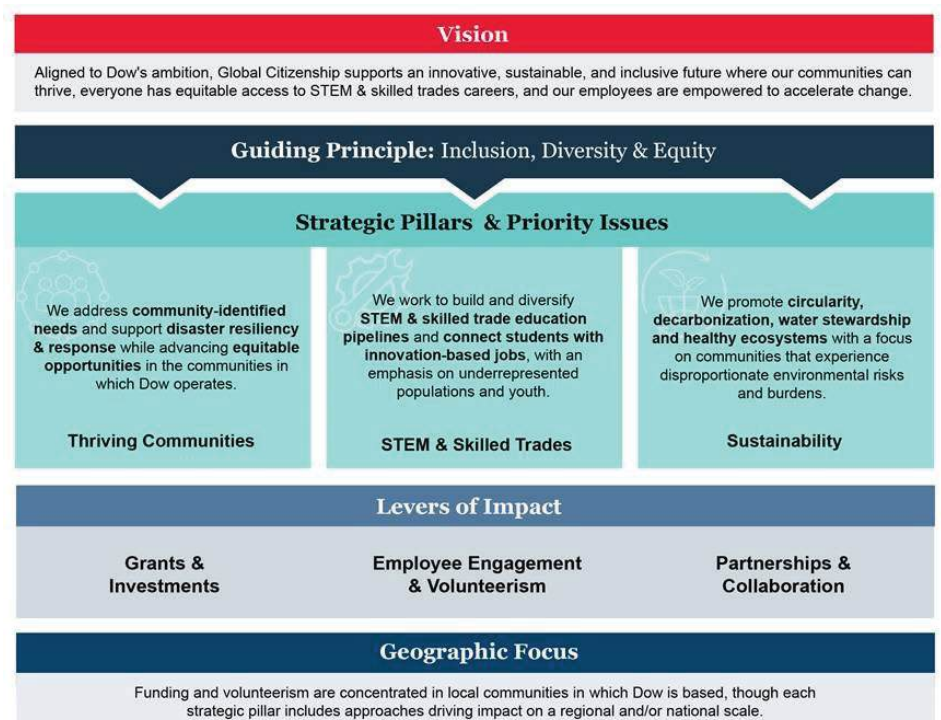 Vision
Aligned to Dow's ambition, Global Citizenship supports an innovative, sustainable, and inclusive future where our communities can
thrive, everyone has equitable access to STEM & skilled trades careers, and our employees are empowered to accelerate change.
Guiding Principle: Inclusion, Diversity & Equity
Strategic Pillars & Priority Issues
We address community-identified
needs and support disaster resiliency
& response while advancing equitable
opportunities in the communities in
which Dow operates.
Thriving Communities
We work to build and diversify
STEM & skilled trade education
pipelines and connect students with
innovation-based jobs, with an
emphasis on underrepresented
populations and youth.
STEM & Skilled Trades
We promote circularity,
decarbonization, water stewardship
and healthy ecosystems with a focus
on communities that experience
disproportionate environmental risks
and burdens.
Sustainability
Levers of Impact
Grants &
Investments
Employee Engagement
& Volunteerism
Partnerships &
Collaboration
Geographic Focus
Funding and volunteerism are concentrated in local communities in which Dow is based, though each
strategic pillar includes approaches driving impact on a regional and/or national scale.